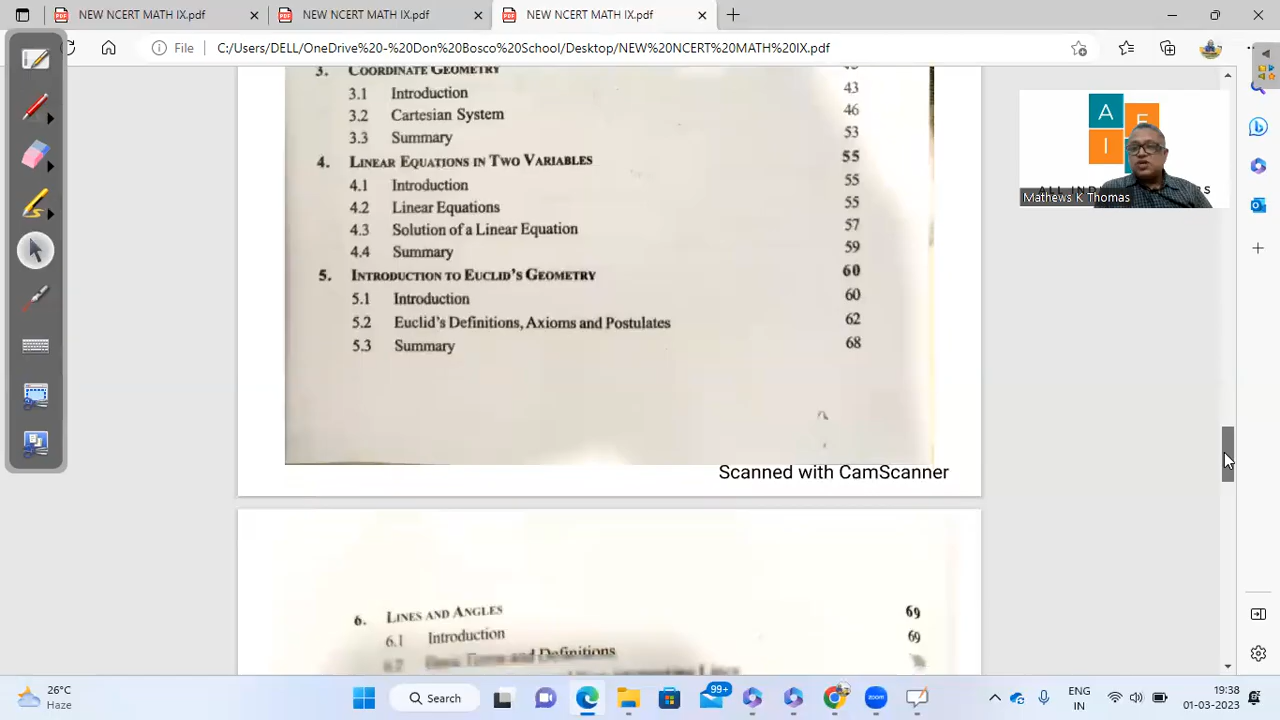 NEW NCERT MATH IX.pdf
NEW NCERT MATH IX.pdf
NEW NCERT MATH IX.pdf
File
C:/Users/DELL/OneDrive%20-%20Don%20Bosco%20School/Desktop/NEW%20NCERT%20MATH%20IX.pdf
3. COORDINATE GEOMETRY
3.1 Introduction 43
3.2 Cartesian System 46
3.3 Summary 53
4. LINEAR EQUATIONS IN TWO VARIABLES 55
4.1 Introduction 55
4.2 Linear Equations 55
4.3 Solution of a Linear Equation 57
4.4 Summary 59
5. INTRODUCTION TO EUCLID'S GEOMETRY 60
5.1 Introduction 60
5.2 Euclid's Definitions, Axioms and Postulates 62
5.3 Summary 68
Scanned with CamScanner
6. LINES AND ANGLES 69
6.1 Introduction 69
and Definitions
A
I
ALL IND
Mathews K Thomas
26°C
Haze
Search
99+
zoom
ENG
IN
19:38
01-03-2023